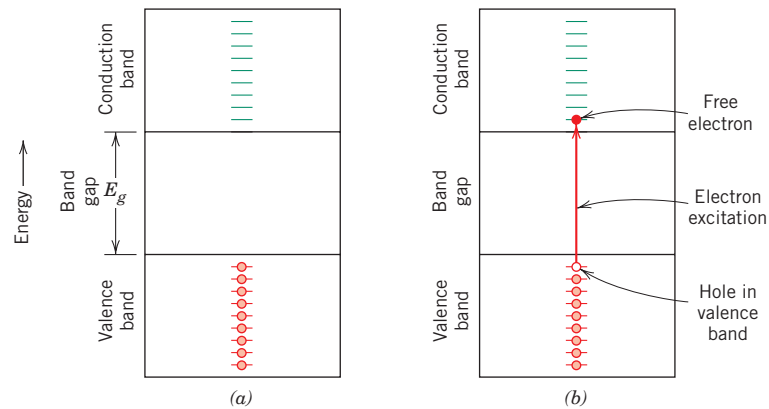 Energy
Conduction
band
Band
gap
E_g
Valence
band
(a)
Conduction
band
Band
gap
Valence
band
Free
electron
Electron
excitation
Hole in
valence
band
(b)